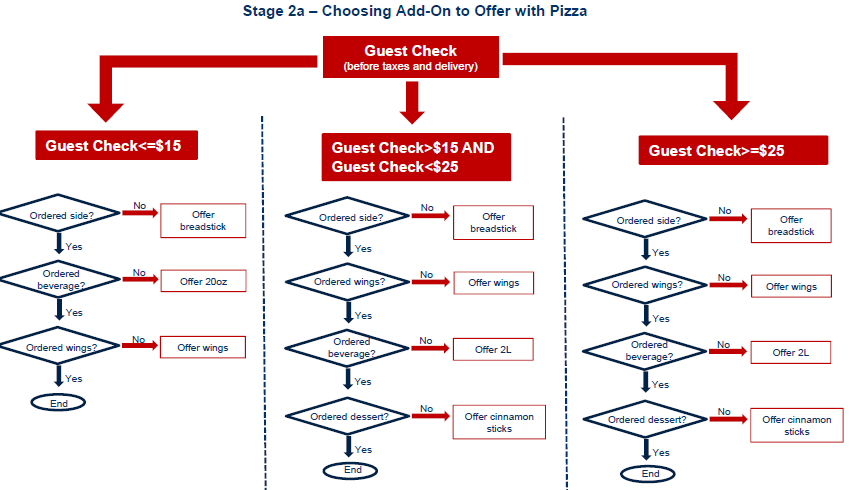 Stage 2a – Choosing Add-On to Offer with Pizza
Guest Check
(before taxes and delivery)
Guest Check<=$15
Ordered side?
No
Offer
breadstick
Yes
Ordered
beverage?
No
Offer 20oz
Yes
Ordered wings?
No
Offer wings
Yes
End
Guest Check>$15 AND
Guest Check<$25
Ordered side?
No
Offer
breadstick
Yes
Ordered wings?
No
Offer wings
Yes
Ordered
beverage?
No
Offer 2L
Yes
Ordered dessert?
No
Offer cinnamon
sticks
Yes
End
Guest Check>=$25
Ordered side?
No
Offer
breadstick
Yes
Ordered wings?
No
Offer wings
Yes
Ordered
beverage?
No
Offer 2L
Yes
Ordered dessert?
No
Offer cinnamon
sticks
Yes
End